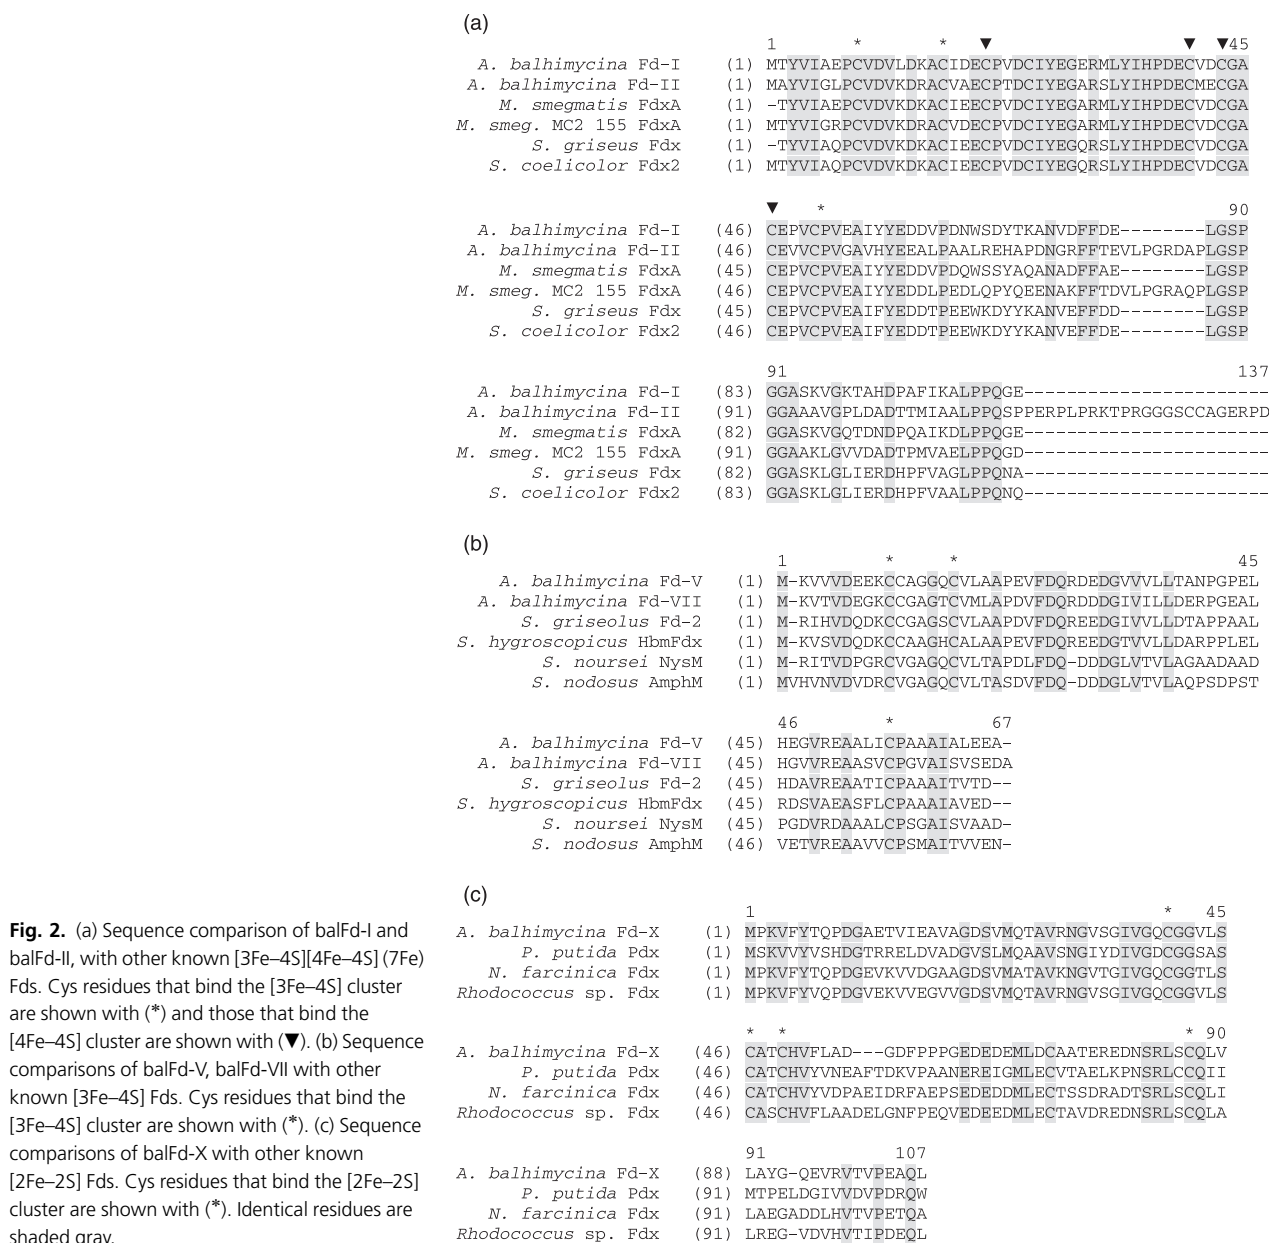 (a)
1 * * ▼ ▼ ▼45
A. balhimycina Fd-I (1) MTYVIAEPCVDVLDKACIDECPVDCIYEGERMLYIHPDECVDCGA
A. balhimycina Fd-II (1) MAYVIGLPCVDVKDRACVAECPTDCIYEGARSLYIHPDECMECGA
M. smegmatis FdxA (1) -TYVIAEPCVDVKDKACIEECPVDCIYEGARMLYIHPDECVDCGA
M. smeg. MC2 155 FdxA (1) MTYVIGRPCVDVKDRACVDECPVDCIYEGARMLYIHPDECVDCGA
S. griseus Fdx (1) -TYVIAQPCVDVKDKACIEECPVDCIYEGQRSLYIHPDECVDCGA
S. coelicolor Fdx2 (1) MTYVIAQPCVDVKDKACIEECPVDCIYEGQRSLYIHPDECVDCGA
▼ * 90
A. balhimycina Fd-I (46) CEPVCPVEAIYYEDDVPDNWSDYTKANVDFFDE--------LGSP
A. balhimycina Fd-II (46) CEVVCPVGAVHYEEALPAALREHAPDNGRFFTEVLPGRDAPLGSP
M. smegmatis FdxA (45) CEPVCPVEAIYYEDDVPDQWSSYAQANADFFAE--------LGSP
M. smeg. MC2 155 FdxA (46) CEPVCPVEAIYYEDDLPEDLQPYQEENAKFFTDVLPGRAQPLGSP
S. griseus Fdx (45) CEPVCPVEAIFYEDDTPEEWKDYYKANVEFFDD--------LGSP
S. coelicolor Fdx2 (46) CEPVCPVEAIFYEDDTPEEWKDYYKANVEFFDD--------LGSP
91 137
A. balhimycina Fd-I (83) GGASKVGKTAHDPAFIKALPPQGE-----------------------
A. balhimycina Fd-II (91) GGAAAVGPLDADTTMIAALPPQSPPERPLPRKTPRGGGSCCAGERPD
M. smegmatis FdxA (82) GGASKVGQTDNDPQAIKDLPPQGE-----------------------
M. smeg. MC2 155 FdxA (91) GGAAKLGVVDADTPMVAELPPQGD-----------------------
S. griseus Fdx (82) GGASKLGLIERDHPFVAGLPPQNA-----------------------
S. coelicolor Fdx2 (83) GGASKLGLIERDHPFVAALPPQNQ-----------------------
(b)
1 * * 45
A. balhimycina Fd-V (1) M-KVVVDEEKCCAGGQCVLAAPEVFDQRDEDGVVVLLTANPGPEL
A. balhimycina Fd-VII (1) M-KVTVDEGKCCGAGTCVMLAPDVFDQRDDDGIVILLDERPGEAL
S. griseolus Fd-2 (1) M-RIHVDQDKCCGAGSCVLAAPDVFDQREEDGIVVLLDTAPPAAL
S. hygroscopicus HbmFdx (1) M-KVSVDQDKCCAAGHCALAAPEVFDQREEDGTVVLLDARPPLEL
S. noursei NysM (1) M-RITVDPGRCVGAGQCVLTAPDLFDQ-DDDGLVTVLAGAADAAD
S. nodosus AmphM (1) MVHVNVDVDRCVGAGQCVLTASDVFDQ-DDDGLVTVLAQPSDPST
46 * 67
A. balhimycina Fd-V (45) HEGVREAALICPAAAIALEEA-
A. balhimycina Fd-VII (45) HGVVREAASVCPGVAISVSEDA
S. griseolus Fd-2 (45) HDAVREAATICPAAAITVTD--
S. hygroscopicus HbmFdx (45) RDSVAEASFLCPAAAIAVED--
S. noursei NysM (45) PGDVRDAAALCPSGAISVAAD-
S. nodosus AmphM (46) VETVREAAVVCPSMAITVVEN-
(c)
1 * 45
A. balhimycina Fd-X (1) MPKVFYTQPDGAETVIEAVAGDSVMQTAVRNGVSGIVGQCGGVLS
P. putida Pdx (1) MSKVVYVSHDGTRRELDVADGVSLMQAAVSNGIYDIVGDCGGSAS
N. farcinica Fdx (1) MPKVFYTQPDGEVKVVDGAAGDSVMATAVKNGVTGIVGQCGGTLS
Rhodococcus sp. Fdx (1) MPKVFYVQPDGVEKVVEGVVGDSVMQTAVRNGVSGIVGQCGGVLS
* * * 90
A. balhimycina Fd-X (46) CATCHVFLAD---GDFPPPGEDEDEMLDCAATEREDNSRLSCQLV
P. putida Pdx (46) CATCHVYVNEAFTDKVPAANEREIGMLECVTAELKPNSRLCCQII
N. farcinica Fdx (46) CATCHVYVDPAEIDRFAEPSEDEDDMLECTSSDRADTSRLSCQLI
Rhodococcus sp. Fdx (46) CASCHVFLAADELGNFPEQVEDEEDMLECTAVDREDNSRLSCQLA
91 107
A. balhimycina Fd-X (88) LAYG-QEVRVTVPEAQL
P. putida Pdx (91) MTPELDGIVVDVPDRQW
N. farcinica Fdx (91) LAEGADDLHVTVPETQA
Rhodococcus sp. Fdx (91) LREG-VDVHVTIPDEQL
Fig. 2. (a) Sequence comparison of balFd-I and
balFd-II, with other known [3Fe–4S][4Fe–4S] (7Fe)
Fds. Cys residues that bind the [3Fe–4S] cluster
are shown with (*) and those that bind the
[4Fe–4S] cluster are shown with (▼). (b) Sequence
comparisons of balFd-V, balFd-VII with other
known [3Fe–4S] Fds. Cys residues that bind the
[3Fe–4S] cluster are shown with (*). (c) Sequence
comparisons of balFd-X with other known
[2Fe–2S] Fds. Cys residues that bind the [2Fe–2S]
cluster are shown with (*). Identical residues are
shaded gray.